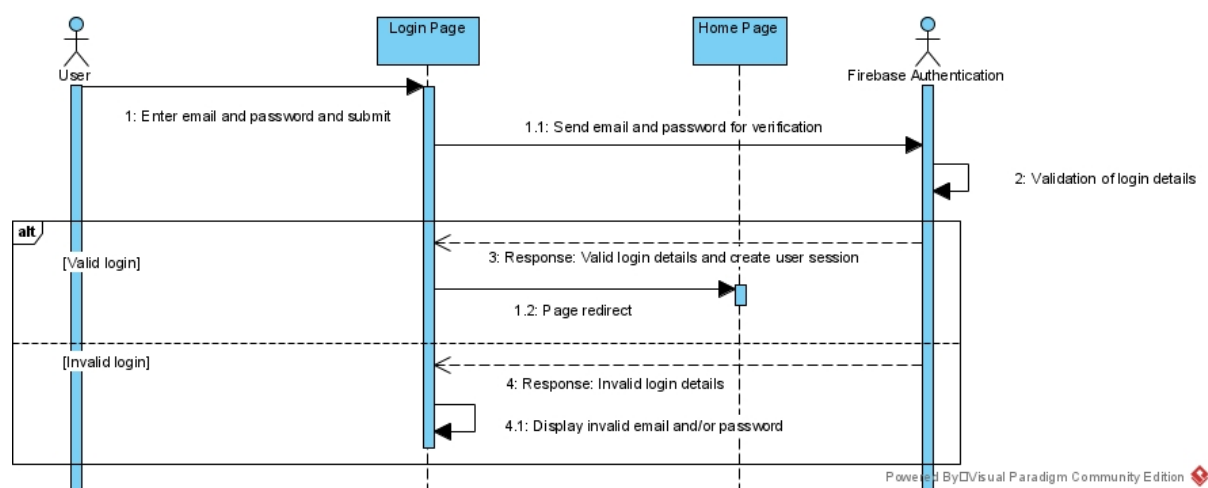 Login Page
Home Page
User
Firebase Authentication
1: Enter email and password and submit
1.1: Send email and password for verification
2: Validation of login details
alt
[Valid login]
3: Response: Valid login details and create user session
1.2: Page redirect
[Invalid login]
4: Response: Invalid login details
4.1: Display invalid email and/or password
Powered By□Visual Paradigm Community Edition